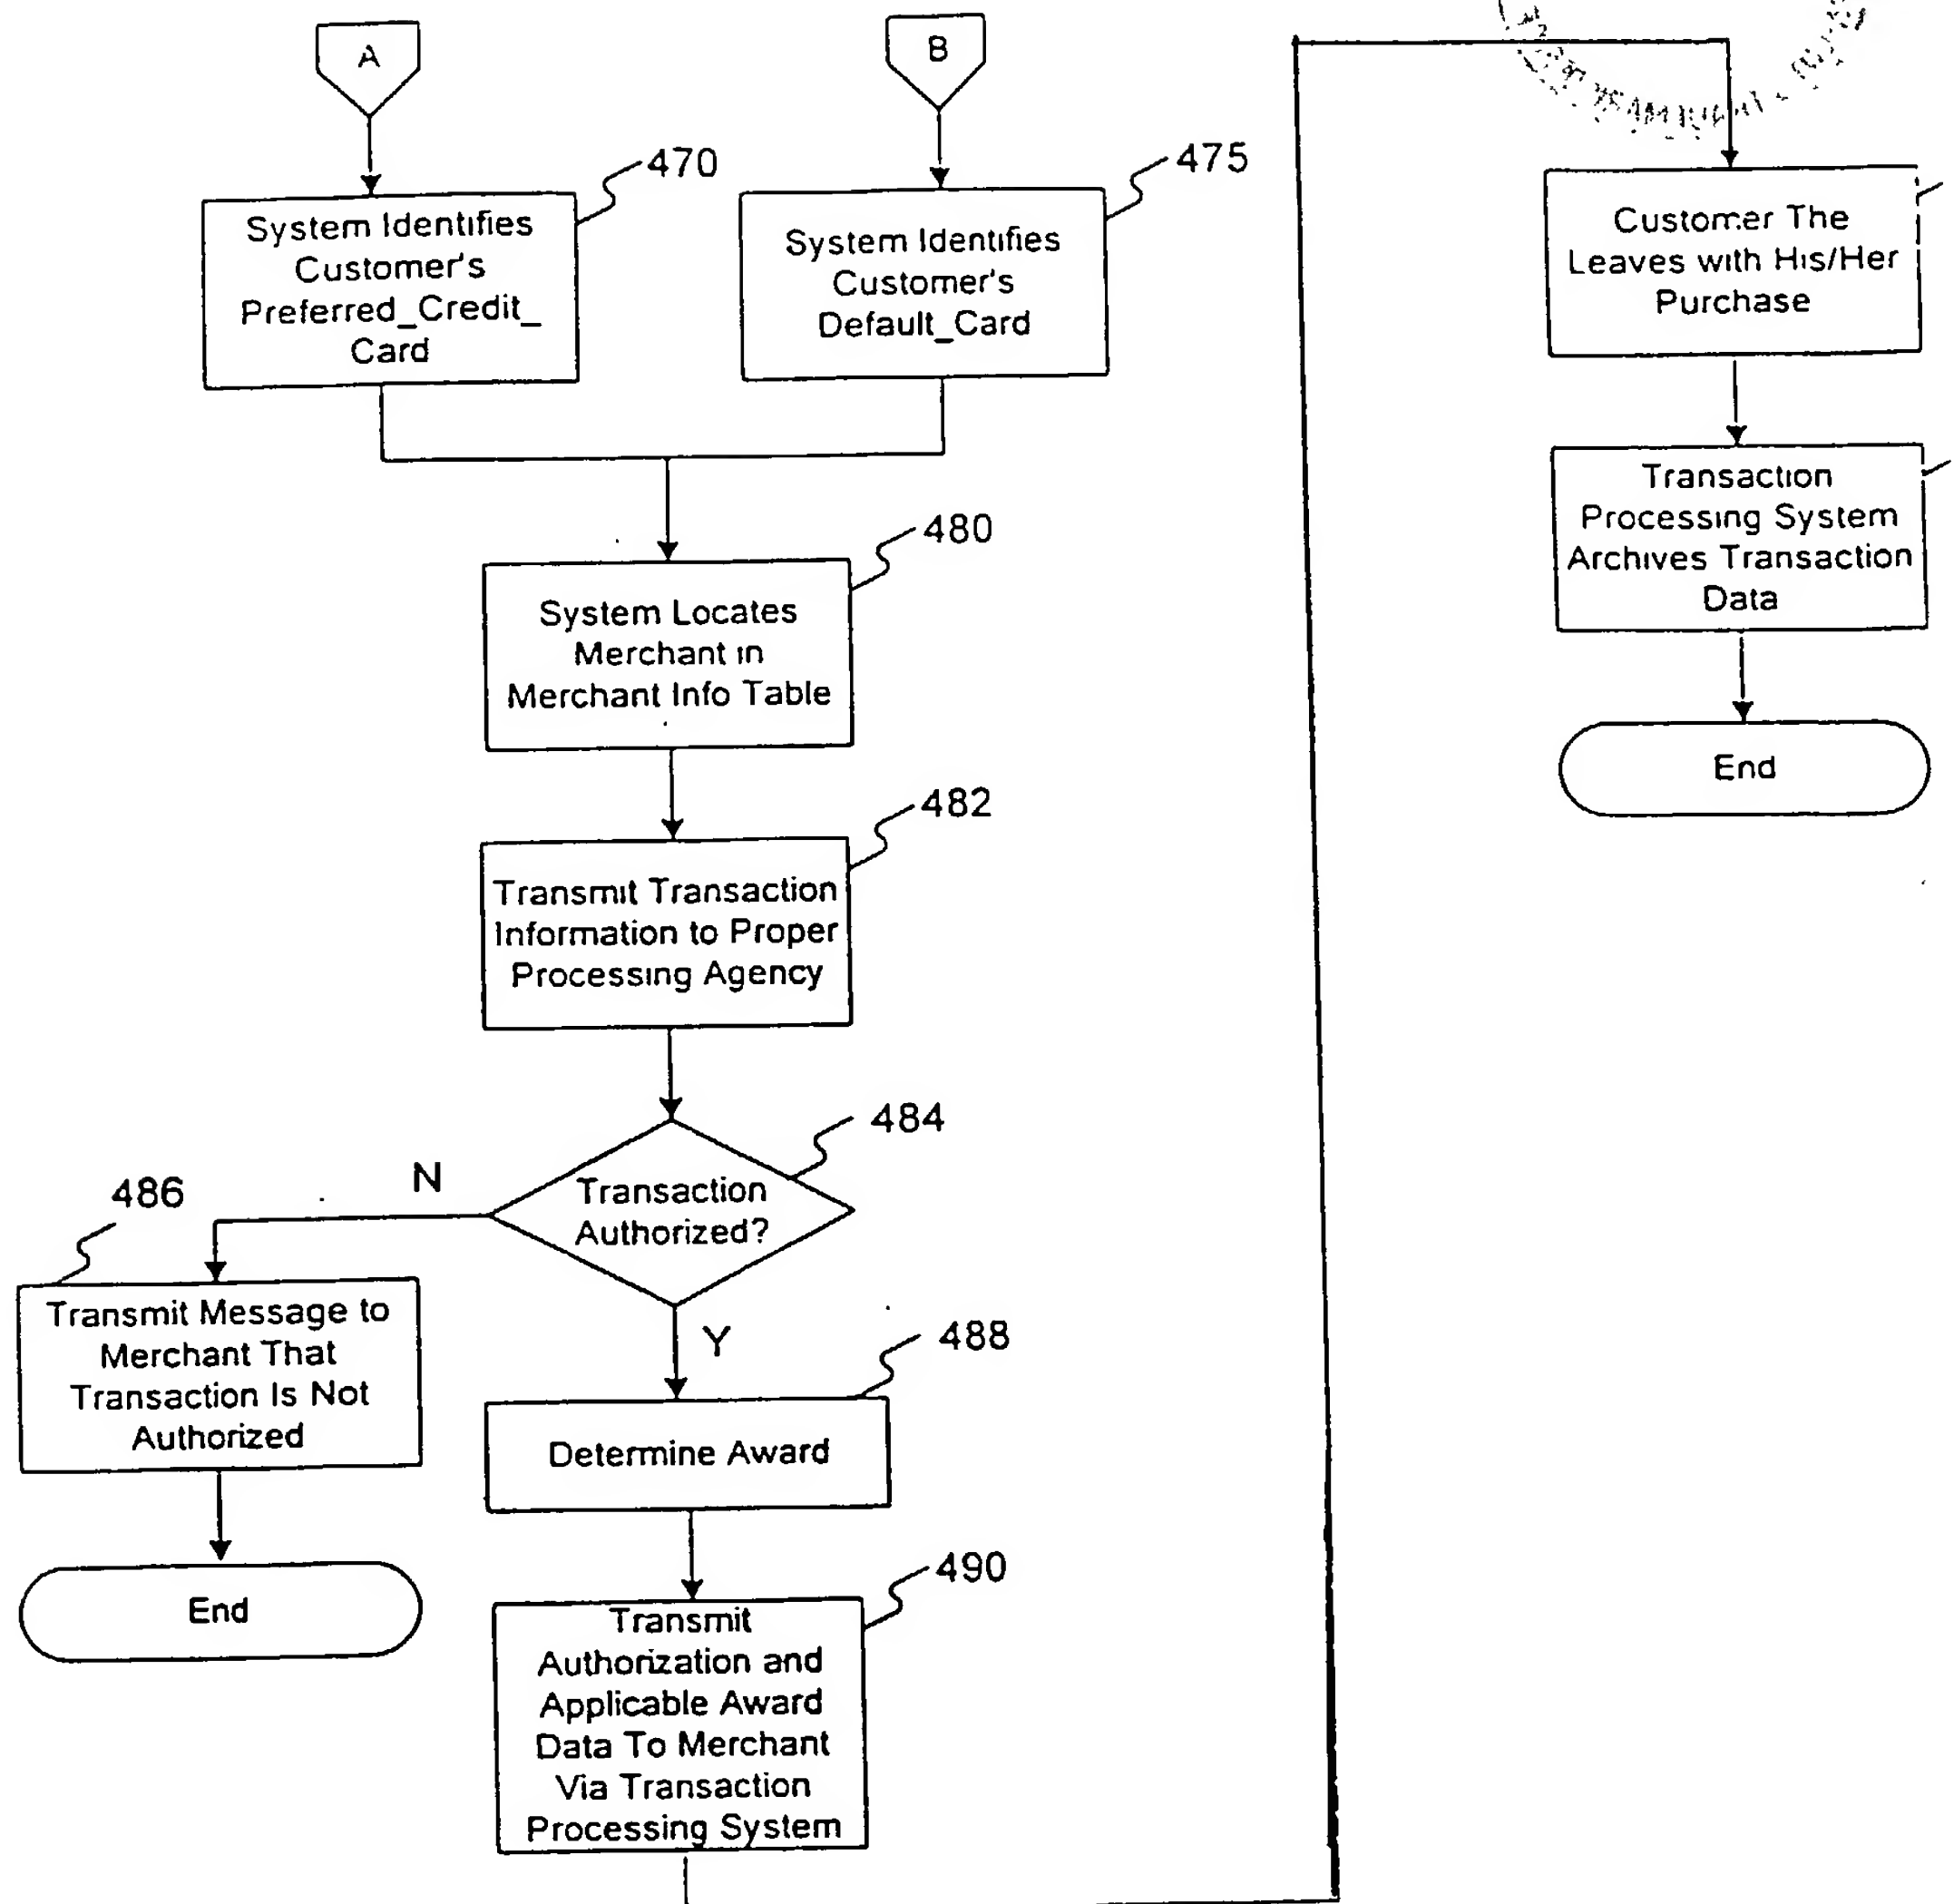 A
B
470
475
System Identifies
Customer's
Preferred_Credit_
Card
System Identifies
Customer's
Default_Card
480
System Locates
Merchant in
Merchant Info Table
482
Transmit Transaction
Information to Proper
Processing Agency
484
Transaction
Authorized?
N
486
Transmit Message to
Merchant That
Transaction Is Not
Authorized
End
Y
488
Determine Award
490
Transmit
Authorization and
Applicable Award
Data To Merchant
Via Transaction
Processing System
Customer The
Leaves with His/Her
Purchase
Transaction
Processing System
Archives Transaction
Data
End